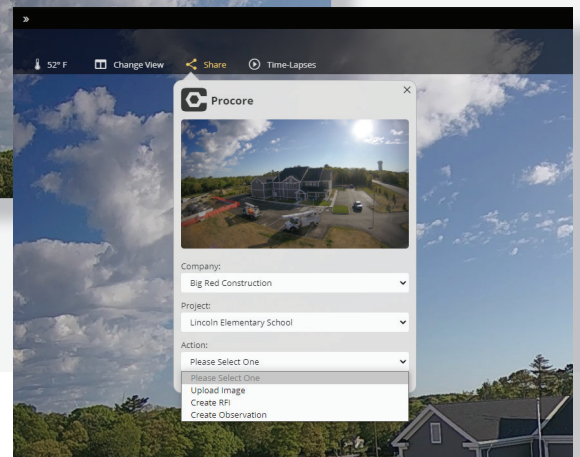 »
52° F
Change View
Share
Time-Lapses
Procore
×
Company:
Big Red Construction
Project:
Lincoln Elementary School
Action:
Please Select One
Please Select One
Upload Image
Create RFI
Create Observation